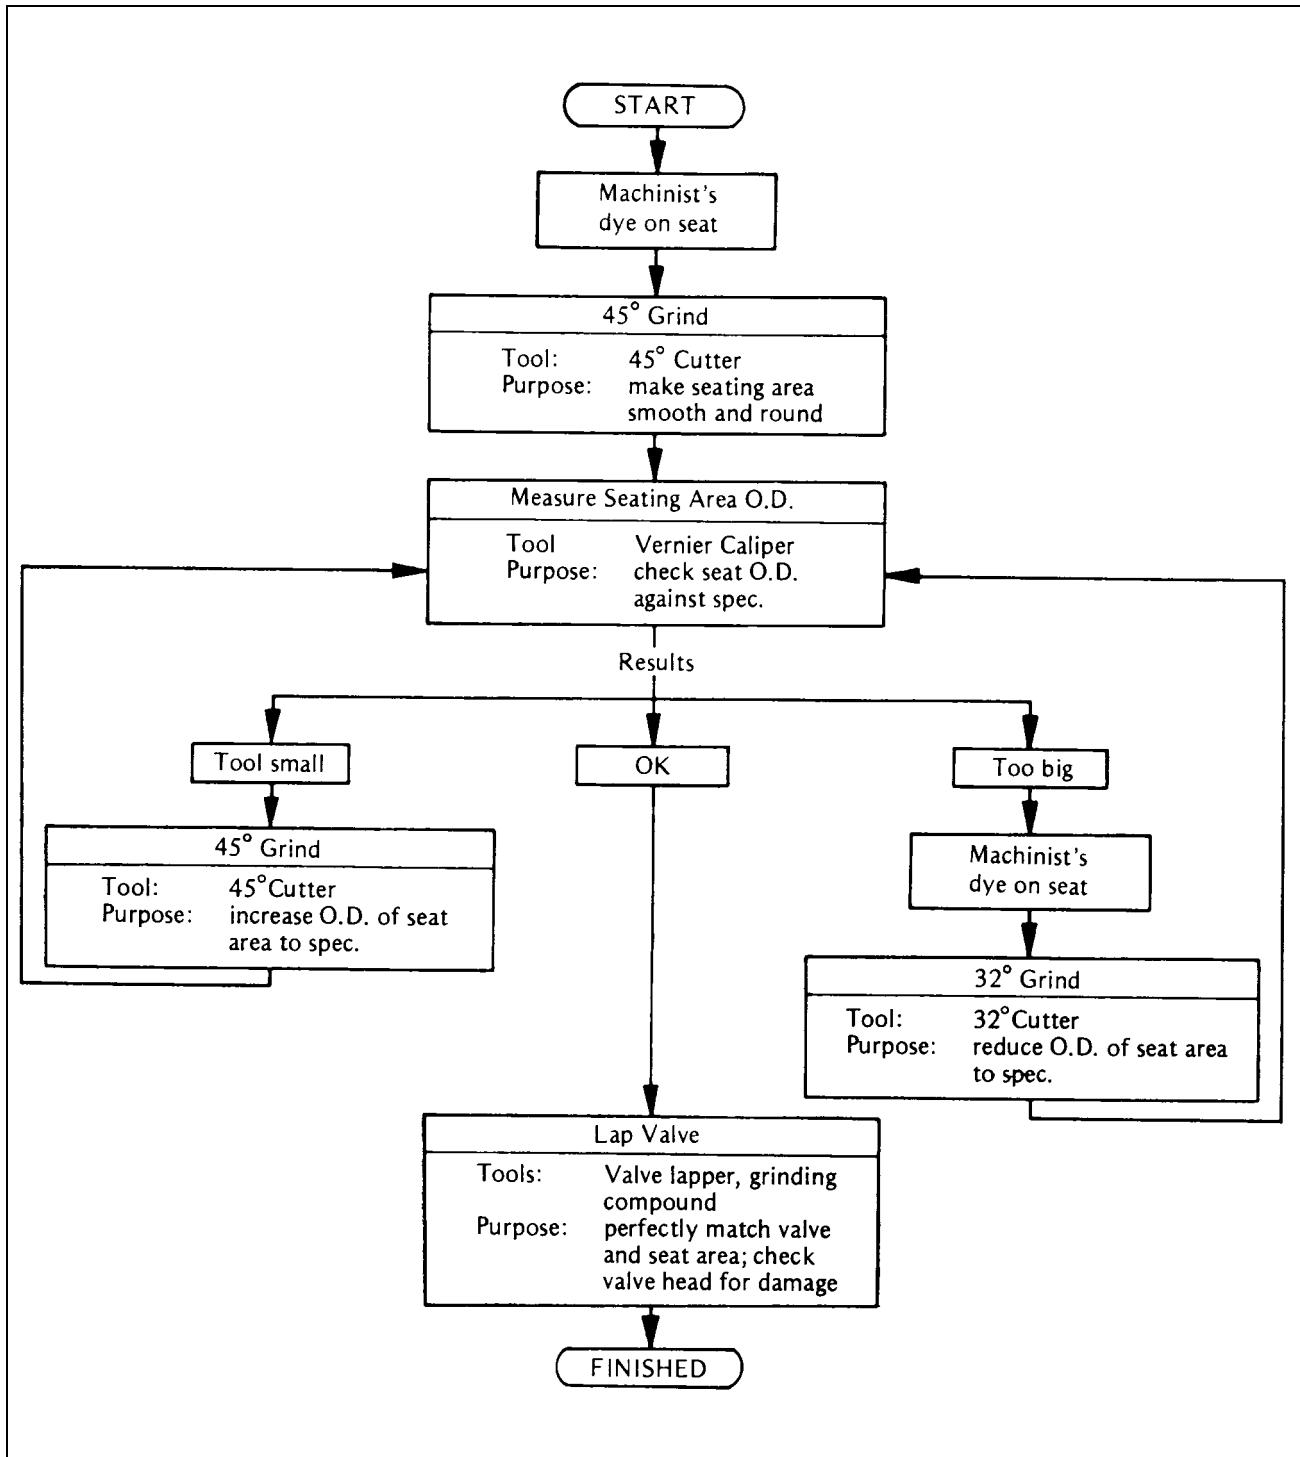 START
Machinist's
dye on seat
45° Grind
Tool: 45° Cutter
Purpose: make seating area
smooth and round
Measure Seating Area O.D.
Tool Vernier Caliper
Purpose: check seat O.D.
against spec.
Results
Tool small
45° Grind
Tool: 45° Cutter
Purpose: increase O.D. of seat
area to spec.
OK
Too big
Machinist's
dye on seat
32° Grind
Tool: 32° Cutter
Purpose: reduce O.D. of seat area
to spec.
Lap Valve
Tools: Valve lapper, grinding
compound
Purpose: perfectly match valve
and seat area; check
valve head for damage
FINISHED